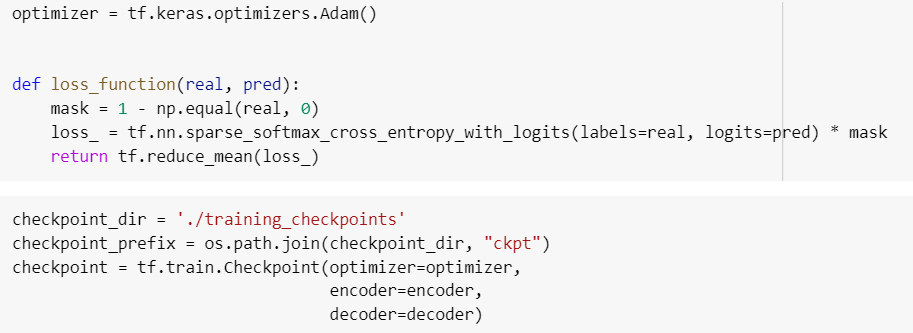 optimizer = tf.keras.optimizers.Adam()
def loss_function(real, pred):
    mask = 1 - np.equal(real, 0)
    loss_ = tf.nn.sparse_softmax_cross_entropy_with_logits(labels=real, logits=pred) * mask
    return tf.reduce_mean(loss_)
checkpoint_dir = './training_checkpoints'
checkpoint_prefix = os.path.join(checkpoint_dir, "ckpt")
checkpoint = tf.train.Checkpoint(optimizer=optimizer,
                                 encoder=encoder,
                                 decoder=decoder)